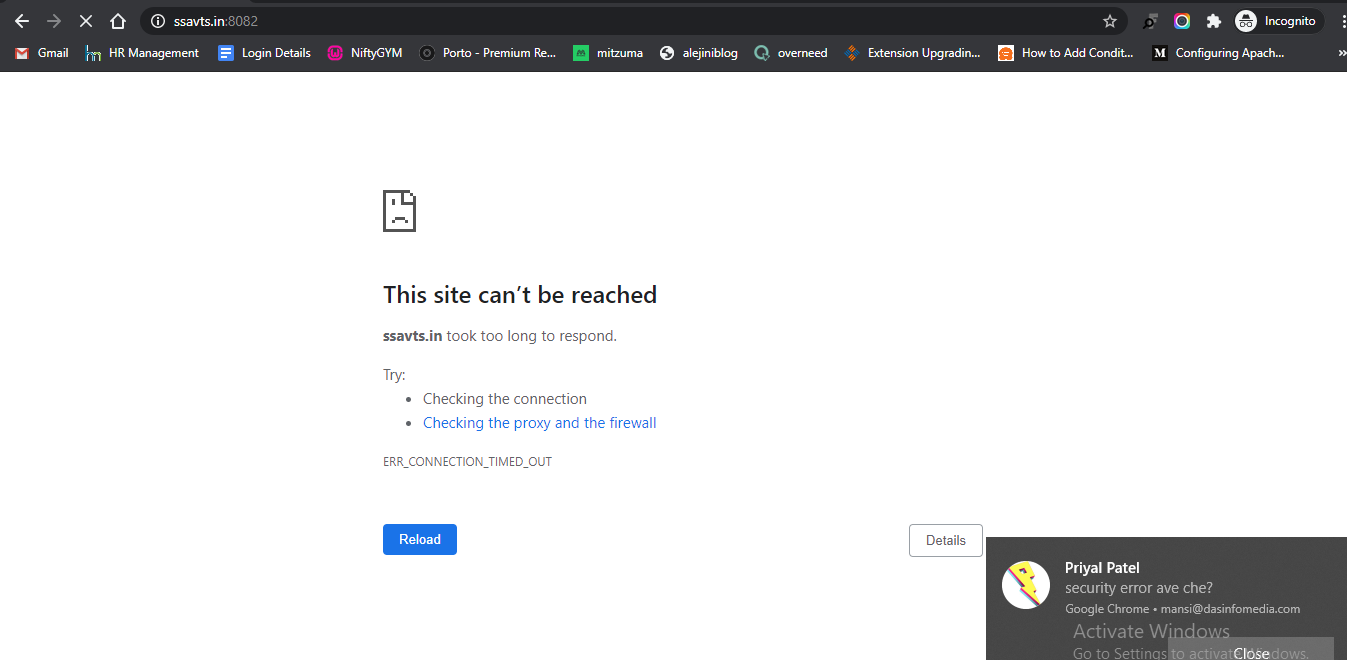 ssavts.in:8082
Incognito
Gmail HR Management Login Details NiftyGYM Porto - Premium Re... mitzuma alejiniblog overneed Extension Upgradin... How to Add Condit... M Configuring Apach... »
This site can't be reached
ssavts.in took too long to respond.
Try:
• Checking the connection
• Checking the proxy and the firewall
ERR_CONNECTION_TIMED_OUT
Reload
Details
Priyal Patel
security error ave che?
Google Chrome • mansi@dasinfomedia.com
Activate Windows
Go to Settings to activate Windows.
Close